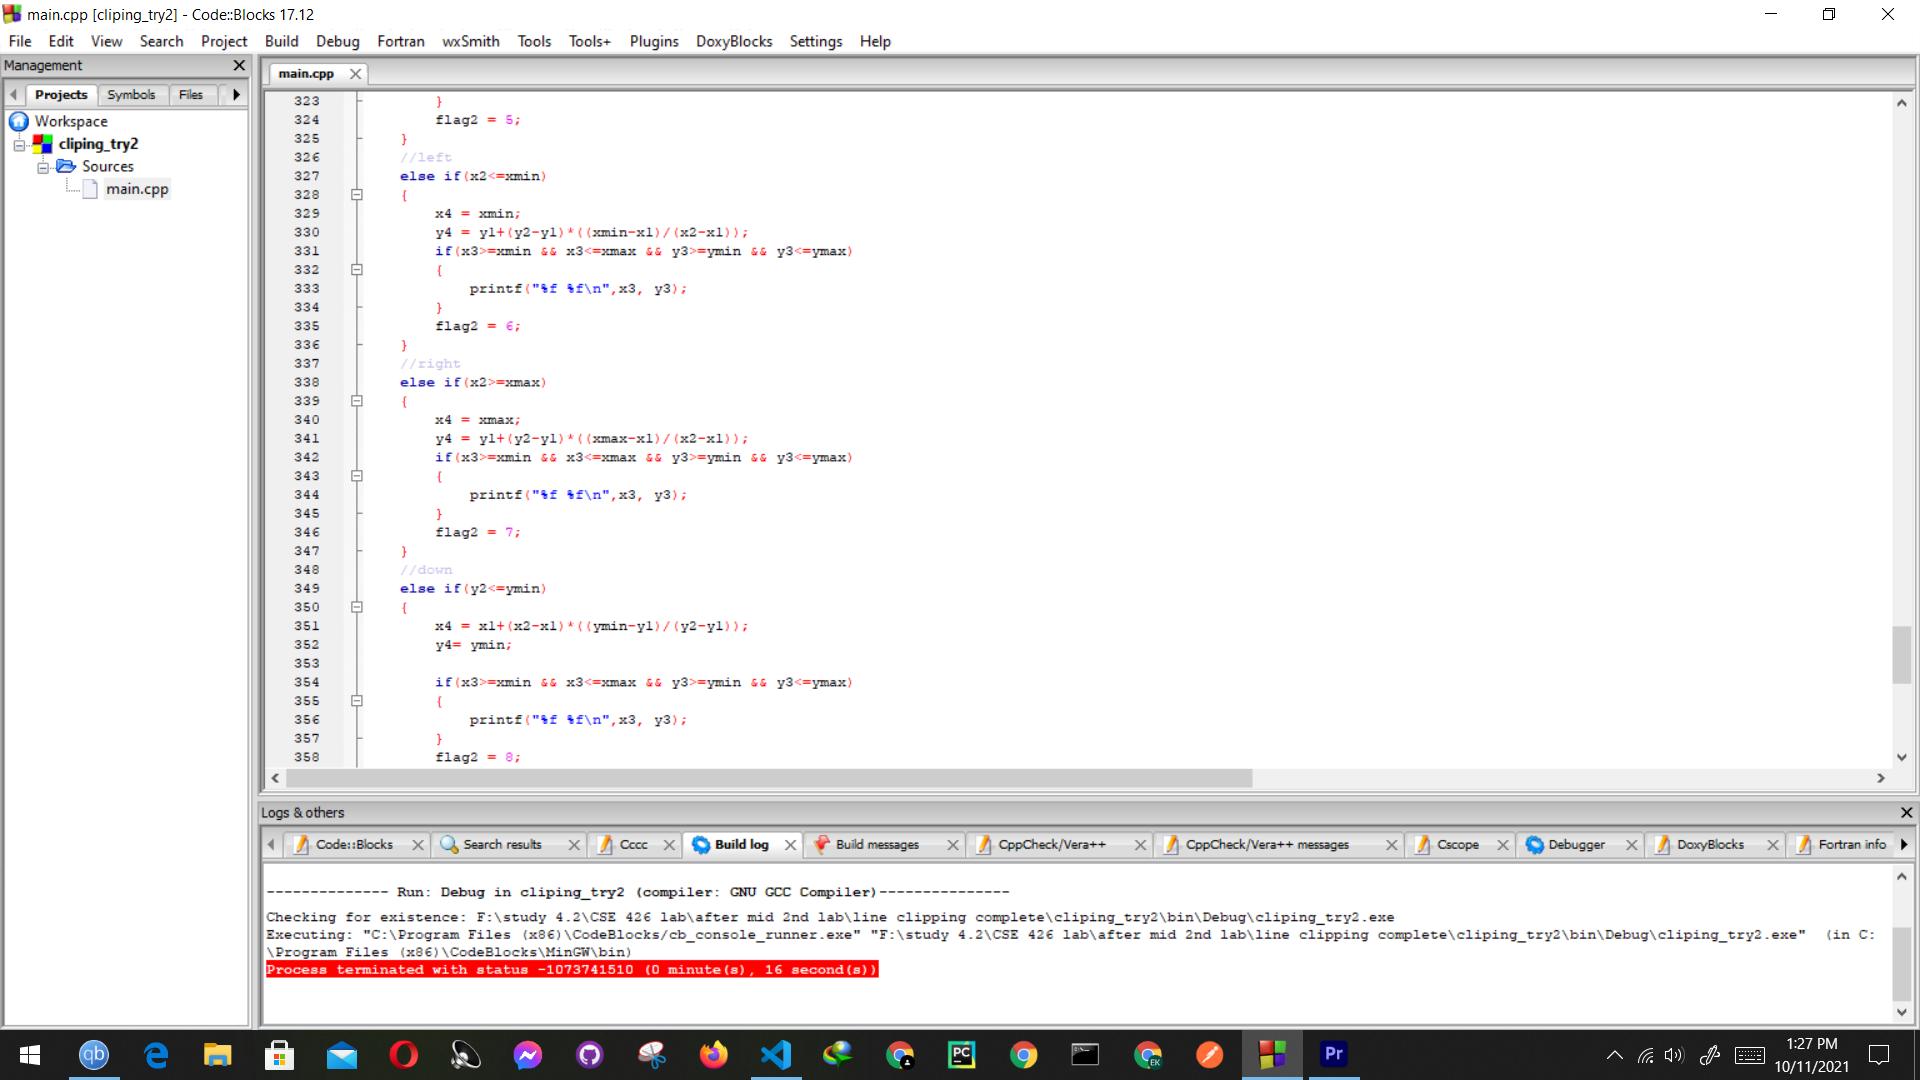 main.cpp [cliping_try2] - Code::Blocks 17.12
File Edit View Search Project Build Debug Fortran wxSmith Tools Tools+ Plugins DoxyBlocks Settings Help
Management
Projects Symbols Files
Workspace
cliping_try2
Sources
main.cpp
main.cpp
323 }
324 flag2 = 5;
325 }
326 //left
327 else if(x2<=xmin)
328 {
329 x4 = xmin;
330 y4 = y1+(y2-y1)*((xmin-x1)/(x2-x1));
331 if(x3>=xmin && x3<=xmax && y3>=ymin && y3<=ymax)
332 {
333 printf("%f %f\n",x3, y3);
334 }
335 flag2 = 6;
336 }
337 //right
338 else if(x2>=xmax)
339 {
340 x4 = xmax;
341 y4 = y1+(y2-y1)*((xmax-x1)/(x2-x1));
342 if(x3>=xmin && x3<=xmax && y3>=ymin && y3<=ymax)
343 {
344 printf("%f %f\n",x3, y3);
345 }
346 flag2 = 7;
347 }
348 //down
349 else if(y2<=ymin)
350 {
351 x4 = x1+(x2-x1)*((ymin-y1)/(y2-y1));
352 y4= ymin;
353
354 if(x3>=xmin && x3<=xmax && y3>=ymin && y3<=ymax)
355 {
356 printf("%f %f\n",x3, y3);
357 }
358 flag2 = 8;
Logs & others
Code::Blocks Search results Cccc Build log Build messages CppCheck/Vera++ CppCheck/Vera++ messages Cscope Debugger DoxyBlocks Fortran info
-------------- Run: Debug in cliping_try2 (compiler: GNU GCC Compiler)---------------
Checking for existence: F:\study 4.2\CSE 426 lab\after mid 2nd lab\line clipping complete\cliping_try2\bin\Debug\cliping_try2.exe
Executing: "C:\Program Files (x86)\CodeBlocks/cb_console_runner.exe" "F:\study 4.2\CSE 426 lab\after mid 2nd lab\line clipping complete\cliping_try2\bin\Debug\cliping_try2.exe"  (in C:
\Program Files (x86)\CodeBlocks\MinGW\bin)
Process terminated with status -1073741510 (0 minute(s), 16 second(s))
qb
PC
EK
Pr
1:27 PM
10/11/2021